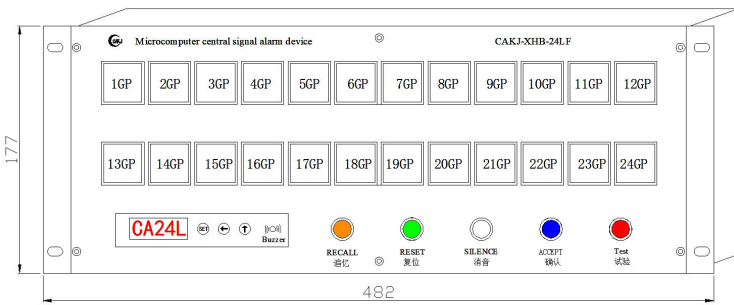 CAKJ Microcomputer central signal alarm device CAKJ-XHB-24LF
1GP 2GP 3GP 4GP 5GP 6GP 7GP 8GP 9GP 10GP 11GP 12GP
177
13GP 14GP 15GP 16GP 17GP 18GP 19GP 20GP 21GP 22GP 23GP 24GP
CA24L SET
Buzzer
RECALL RESET SILENCE ACCEPT Test
追忆 复位 消音 确认 试验
482